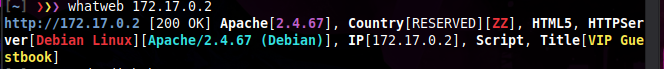 [~] ❯❯❯ whatweb 172.17.0.2
http://172.17.0.2 [200 OK] Apache[2.4.67], Country[RESERVED][ZZ], HTML5, HTTPSer
ver[Debian Linux][Apache/2.4.67 (Debian)], IP[172.17.0.2], Script, Title[VIP Gue
stbook]